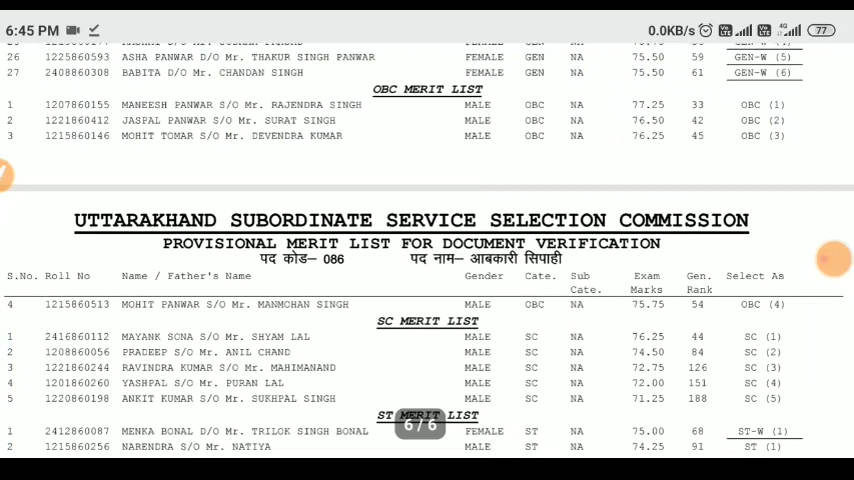 6:45 PM 0.0KB/s 4G 77
GEN
26 1225860593 ASHA PANWAR D/O Mr. THAKUR SINGH PANWAR FEMALE GEN NA 75.50 59 GEN-W (5)
27 2408860308 BABITA D/O Mr. CHANDAN SINGH FEMALE GEN NA 75.50 61 GEN-W (6)
OBC MERIT LIST
1 1207860155 MANEESH PANWAR S/O Mr. RAJENDRA SINGH MALE OBC NA 77.25 33 OBC (1)
2 1221860412 JASPAL PANWAR S/O Mr. SURAT SINGH MALE OBC NA 76.50 42 OBC (2)
3 1215860146 MOHIT TOMAR S/O Mr. DEVENDRA KUMAR MALE OBC NA 76.25 45 OBC (3)
UTTARAKHAND SUBORDINATE SERVICE SELECTION COMMISSION
PROVISIONAL MERIT LIST FOR DOCUMENT VERIFICATION
पद कोड- 086 पद नाम- आबकारी सिपाही
S.No. Roll No Name / Father's Name Gender Cate. Sub Cate. Exam Marks Gen. Rank Select As
4 1215860513 MOHIT PANWAR S/O Mr. MANMOHAN SINGH MALE OBC NA 75.75 54 OBC (4)
SC MERIT LIST
1 2416860112 MAYANK SONA S/O Mr. SHYAM LAL MALE SC NA 76.25 44 SC (1)
2 1208860056 PRADEEP S/O Mr. ANIL CHAND MALE SC NA 74.50 84 SC (2)
3 1221860244 RAVINDRA KUMAR S/O Mr. MAHIMANAND MALE SC NA 72.75 126 SC (3)
4 1201860260 YASHPAL S/O Mr. PURAN LAL MALE SC NA 72.00 151 SC (4)
5 1220860198 ANKIT KUMAR S/O Mr. SUKHPAL SINGH MALE SC NA 71.25 188 SC (5)
ST MERIT LIST
6/6
1 2412860087 MENKA BONAL D/O Mr. TRILOK SINGH BONAL FEMALE ST NA 75.00 68 ST-W (1)
2 1215860256 NARENDRA S/O Mr. NATIYA MALE ST NA 74.25 91 ST (1)